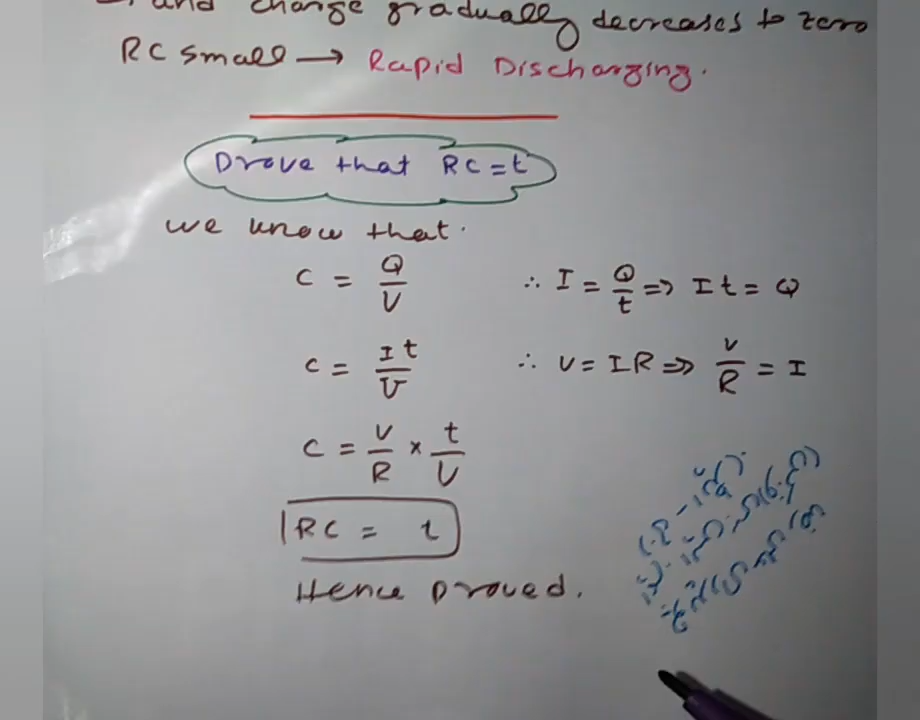 and change gradually decreases to zero
RC small → Rapid Discharging.
Prove that RC = t
we know that.
C = Q/V ∴ I = Q/t ⇒ It = Q
C = It/V ∴ V = IR ⇒ V/R = I
C = V/R × t/V
RC = t
Hence proved.